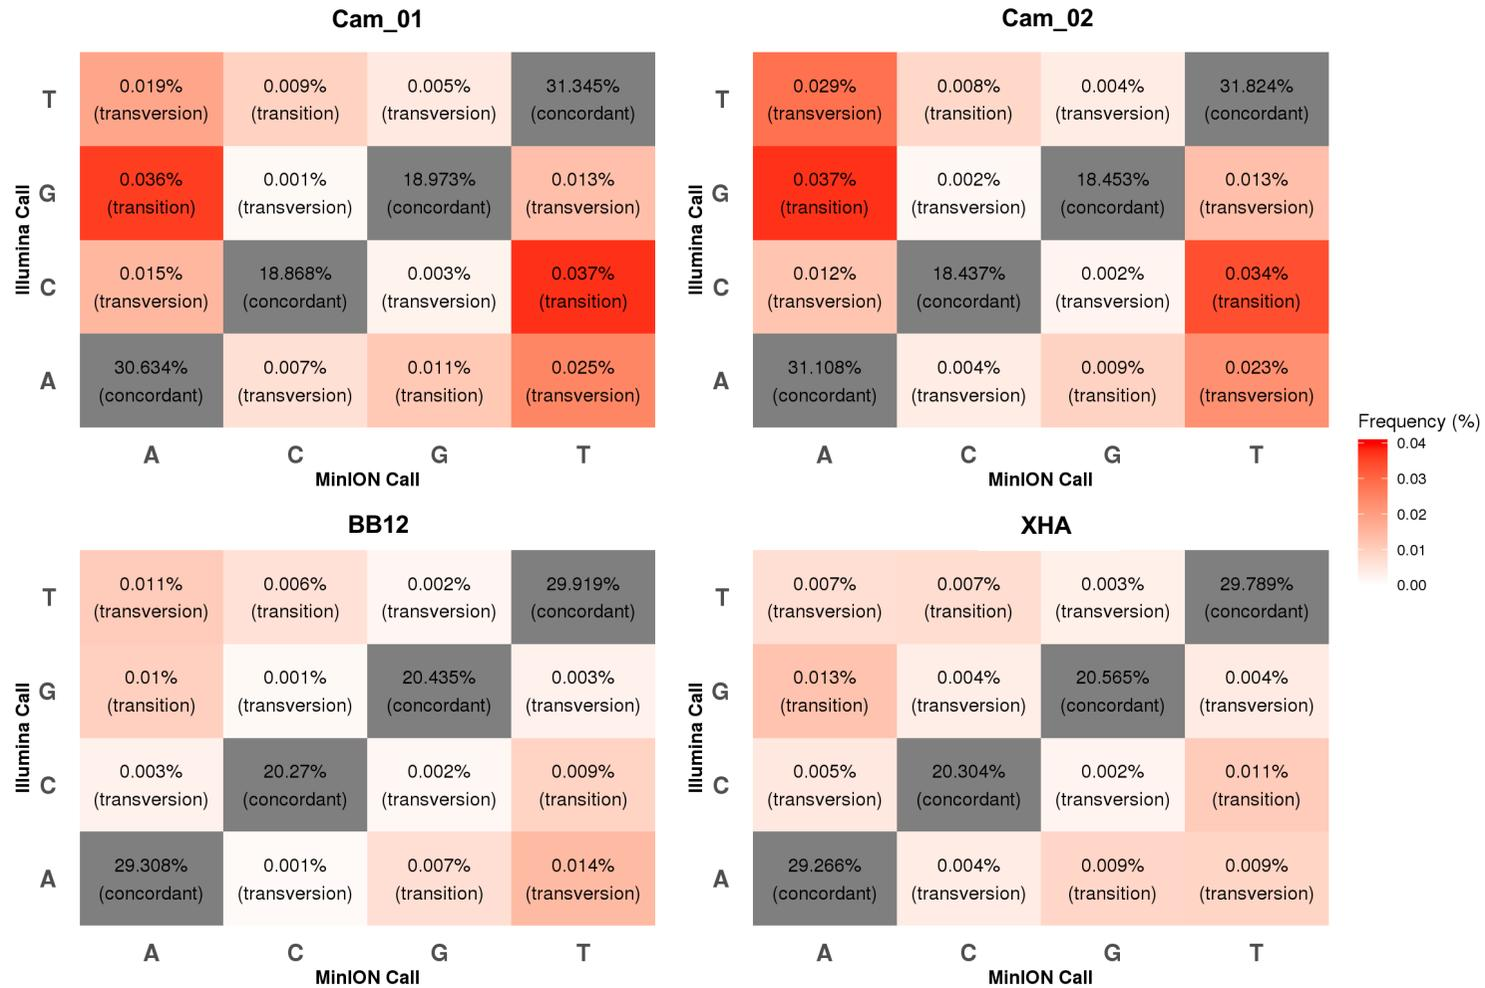 Cam_01
Illumina Call
T
0.019%
(transversion)
0.009%
(transition)
0.005%
(transversion)
31.345%
(concordant)
G
0.036%
(transition)
0.001%
(transversion)
18.973%
(concordant)
0.013%
(transversion)
C
0.015%
(transversion)
18.868%
(concordant)
0.003%
(transversion)
0.037%
(transition)
A
30.634%
(concordant)
0.007%
(transversion)
0.011%
(transition)
0.025%
(transversion)
A C G T
MinION Call
Cam_02
Illumina Call
T
0.029%
(transversion)
0.008%
(transition)
0.004%
(transversion)
31.824%
(concordant)
G
0.037%
(transition)
0.002%
(transversion)
18.453%
(concordant)
0.013%
(transversion)
C
0.012%
(transversion)
18.437%
(concordant)
0.002%
(transversion)
0.034%
(transition)
A
31.108%
(concordant)
0.004%
(transversion)
0.009%
(transition)
0.023%
(transversion)
A C G T
MinION Call
Frequency (%)
0.04
0.03
0.02
0.01
0.00
BB12
Illumina Call
T
0.011%
(transversion)
0.006%
(transition)
0.002%
(transversion)
29.919%
(concordant)
G
0.01%
(transition)
0.001%
(transversion)
20.435%
(concordant)
0.003%
(transversion)
C
0.003%
(transversion)
20.27%
(concordant)
0.002%
(transversion)
0.009%
(transition)
A
29.308%
(concordant)
0.001%
(transversion)
0.007%
(transition)
0.014%
(transversion)
A C G T
MinION Call
XHA
Illumina Call
T
0.007%
(transversion)
0.007%
(transition)
0.003%
(transversion)
29.789%
(concordant)
G
0.013%
(transition)
0.004%
(transversion)
20.565%
(concordant)
0.004%
(transversion)
C
0.005%
(transversion)
20.304%
(concordant)
0.002%
(transversion)
0.011%
(transition)
A
29.266%
(concordant)
0.004%
(transversion)
0.009%
(transition)
0.009%
(transversion)
A C G T
MinION Call